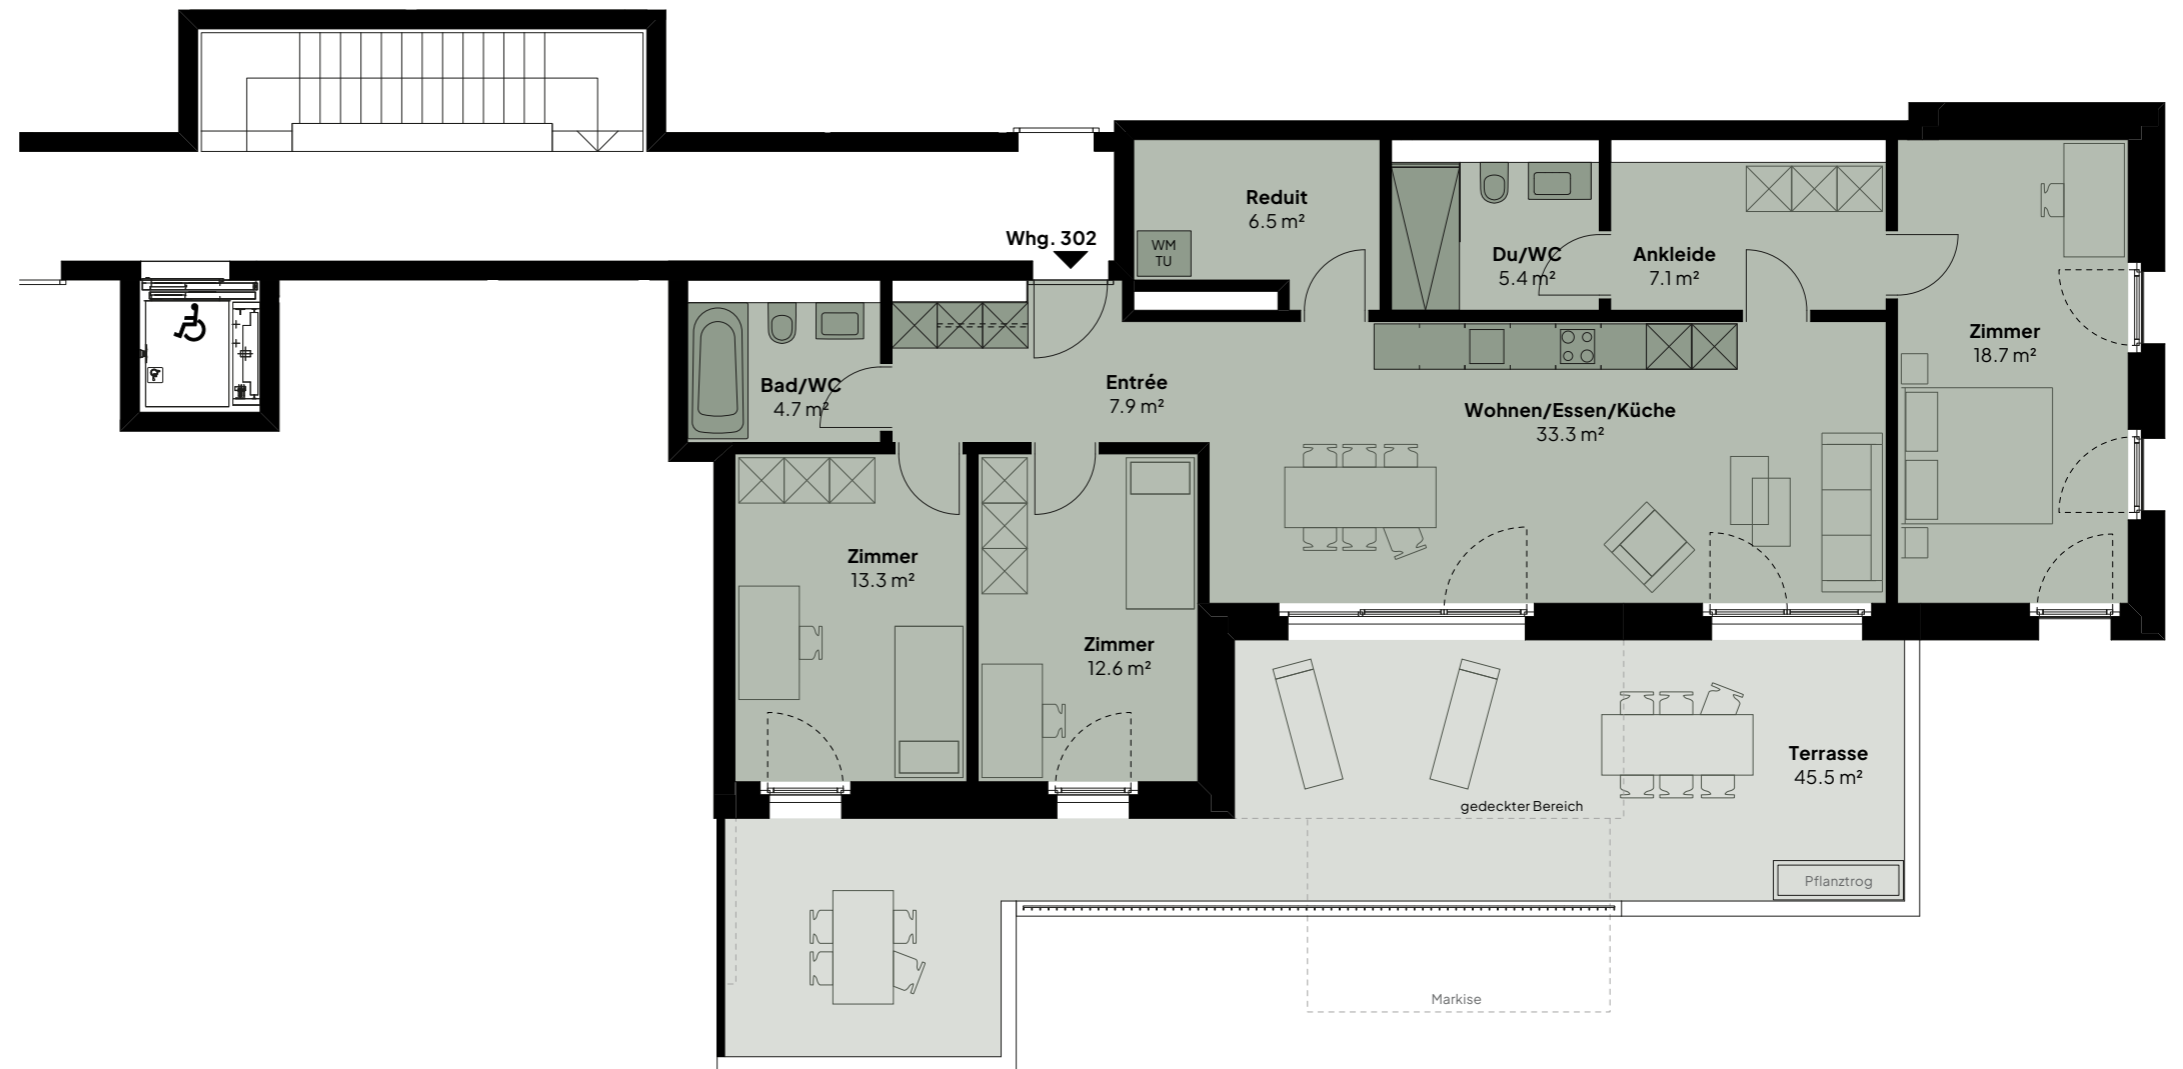 Whg. 302
Reduit
6.5 m²
WM
TU
Du/WC
5.4 m²
Ankleide
7.1 m²
Zimmer
18.7 m²
Bad/WC
4.7 m²
Entrée
7.9 m²
Wohnen/Essen/Küche
33.3 m²
Zimmer
13.3 m²
Zimmer
12.6 m²
Terrasse
45.5 m²
gedeckter Bereich
Pflanztrog
Markise